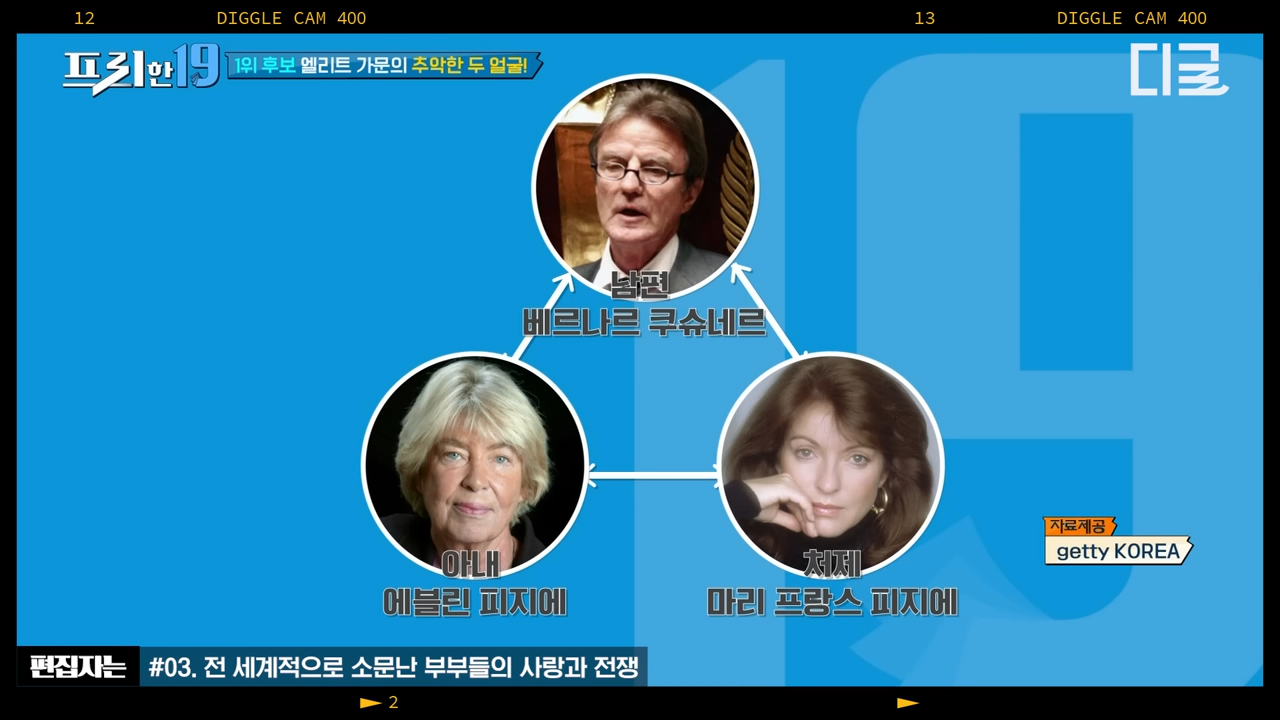 12 DIGGLE CAM 400 13 DIGGLE CAM 400
프리한19 1위 후보 엘리트 가문의 추악한 두 얼굴! 디글
남편
베르나르 쿠슈네르
아내
에블린 피지에
처제
마리 프랑스 피지에
자료제공
getty KOREA
편집자는 #03. 전 세계적으로 소문난 부부들의 사랑과 전쟁
2